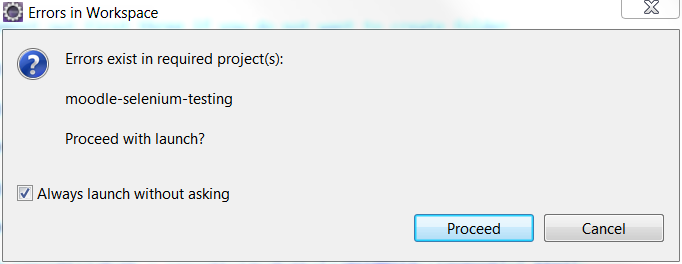 Errors in Workspace
Errors exist in required project(s):
moodle-selenium-testing
Proceed with launch?
Always launch without asking
Proceed
Cancel